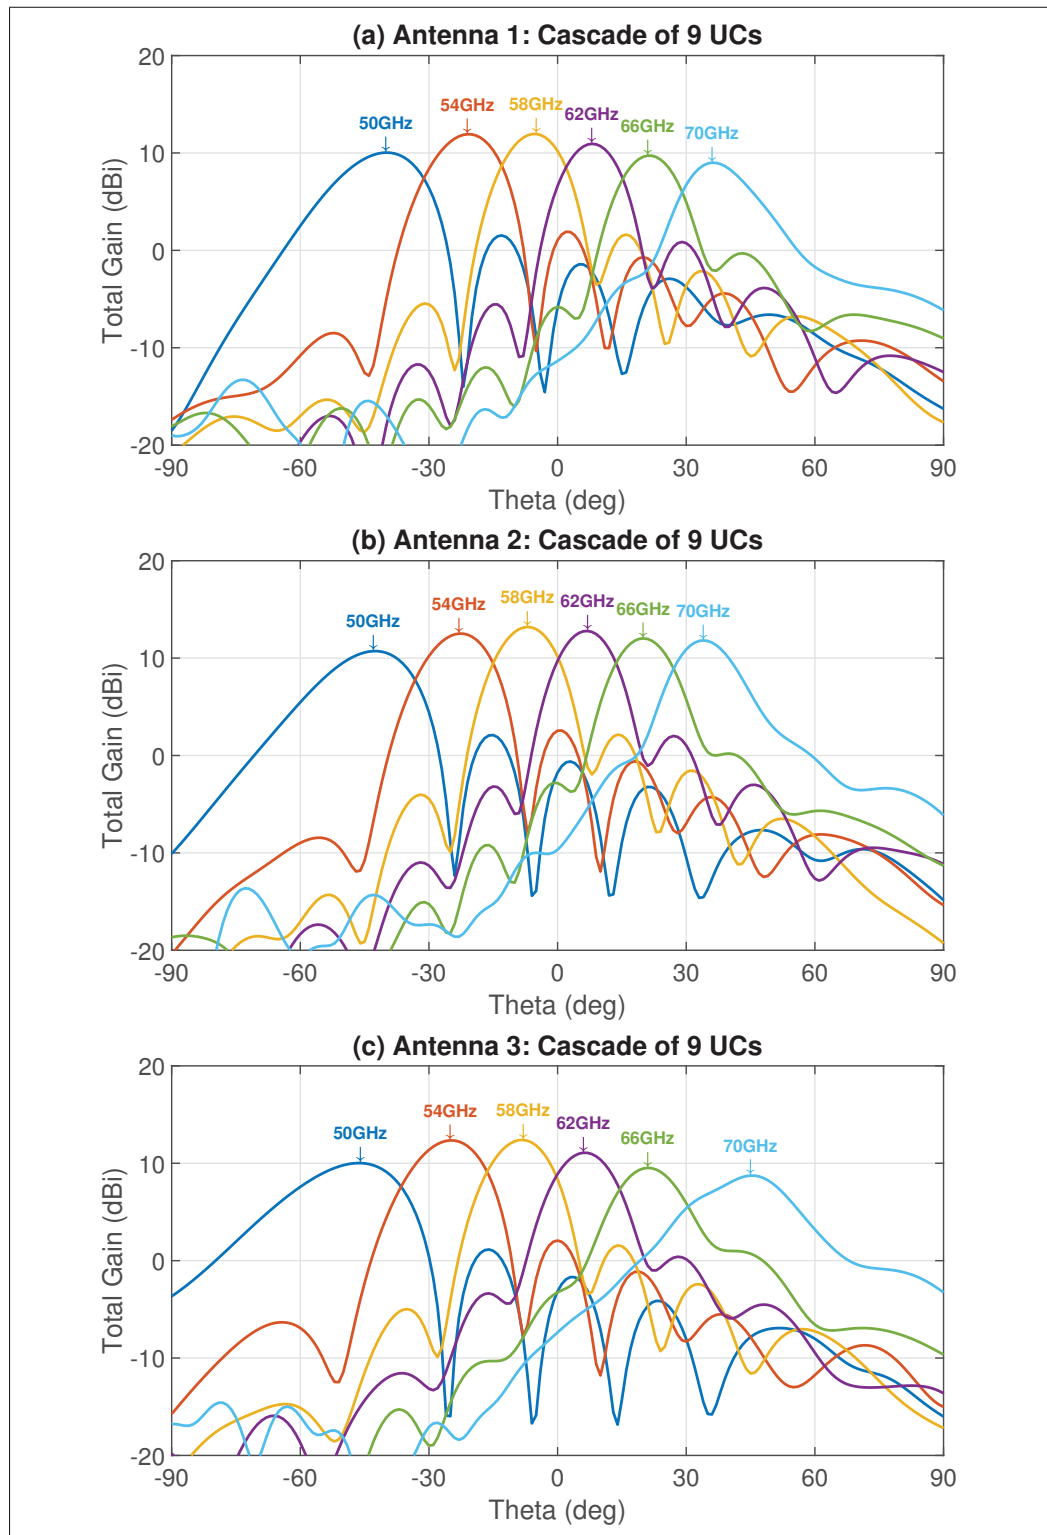 (a) Antenna 1: Cascade of 9 UCs
20
10
0
-10
-20
Total Gain (dBi)
50GHz
54GHz
58GHz
62GHz
66GHz
70GHz
-90
-60
-30
0
30
60
90
Theta (deg)
(b) Antenna 2: Cascade of 9 UCs
20
10
0
-10
-20
Total Gain (dBi)
50GHz
54GHz
58GHz
62GHz
66GHz
70GHz
-90
-60
-30
0
30
60
90
Theta (deg)
(c) Antenna 3: Cascade of 9 UCs
20
10
0
-10
-20
Total Gain (dBi)
50GHz
54GHz
58GHz
62GHz
66GHz
70GHz
-90
-60
-30
0
30
60
90
Theta (deg)